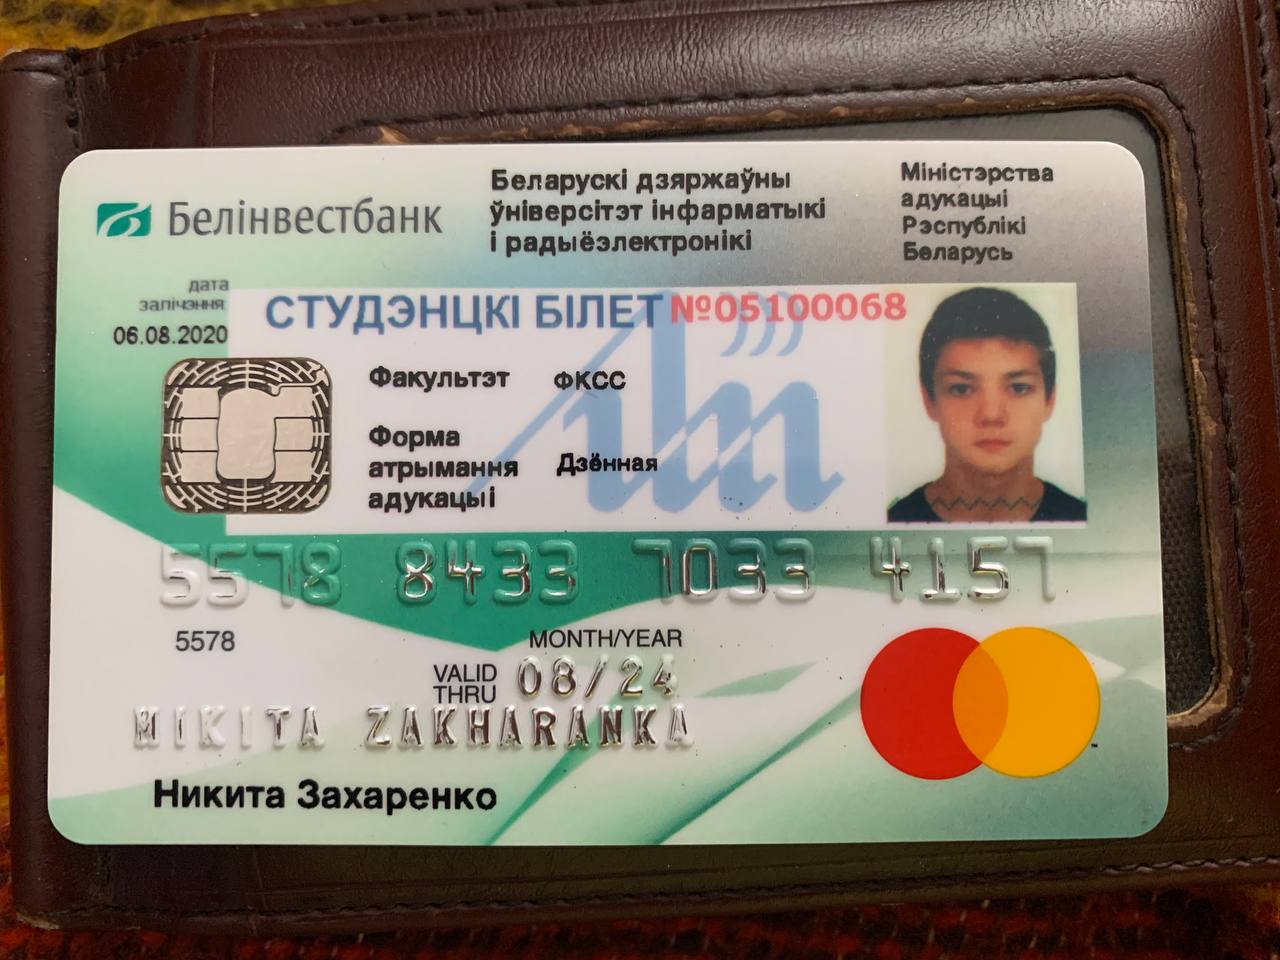 Белінвестбанк
Беларускі дзяржаўны
ўніверсітэт інфарматыкі
і радыёэлектронікі
Міністэрства
адукацыі
Рэспублікі
Беларусь
дата
залічэння
06.08.2020
СТУДЭНЦКІ БІЛЕТ №05100068
Факультэт ФКСС
Форма
атрымання Дзённая
адукацыі
5578 8433 7033 4157
5578
MONTH/YEAR
VALID
THRU 08/24
NIKITA ZAKHARANKA
Никита Захаренко